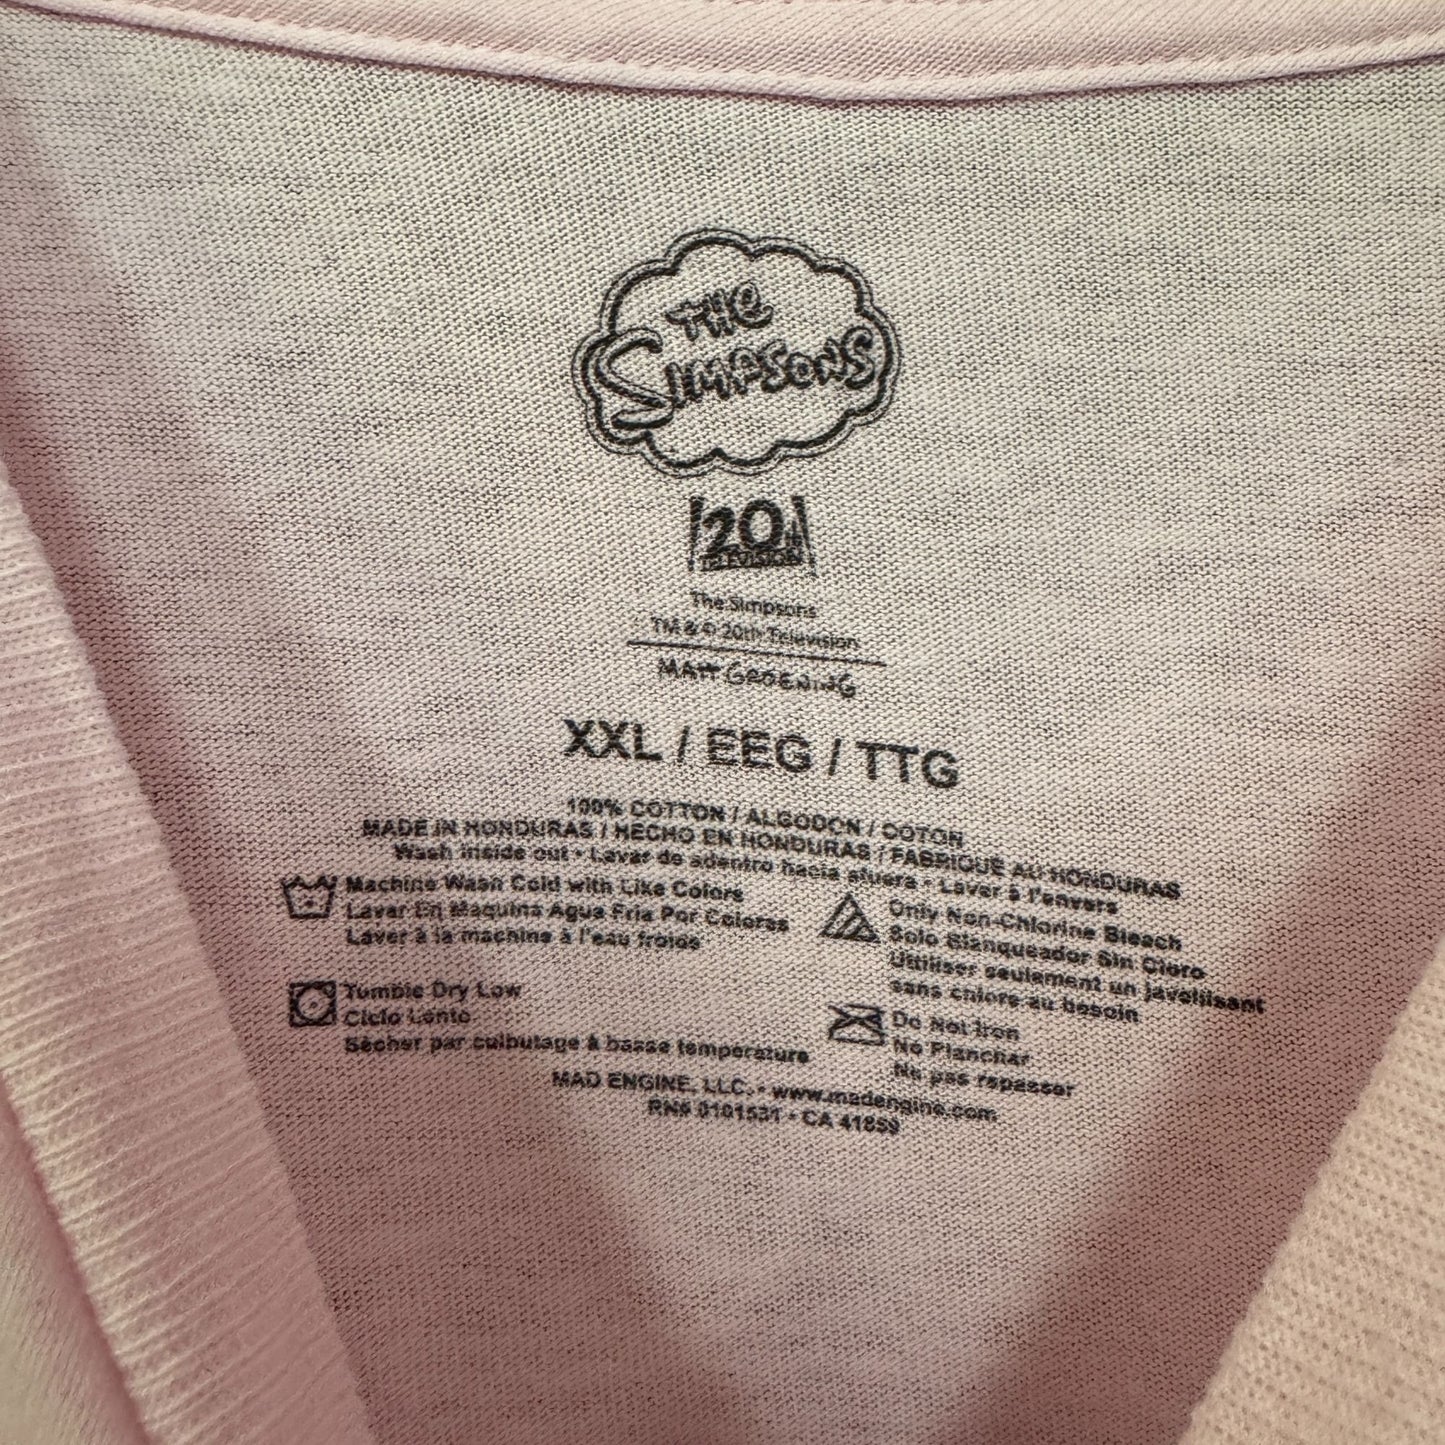 THE
SIMPSONS
20
TELEVISION
The Simpsons
TM & © 20th Television
MATT GROENING
XXL / EEG / TTG
100% COTTON / ALGODON / COTON
MADE IN HONDURAS / HECHO EN HONDURAS / FABRIQUÉ AU HONDURAS
Wash inside out • Lavar de adentro hacia afuera • Laver à l'envers
Machine Wash Cold with Like Colors
Lavar En Maquina Agua Fria Por Colores
Laver à la machine à l'eau froide
Only Non-Chlorine Bleach
Solo Blanqueador Sin Cloro
Utiliser seulement un javellisant
sans chlore au besoin
Tumble Dry Low
Ciclo Lento
Sécher par culbutage à basse température
Do Not Iron
No Planchar
Ne pas repasser
MAD ENGINE, LLC. • www.madengine.com
RN# 0101531 • CA 41859